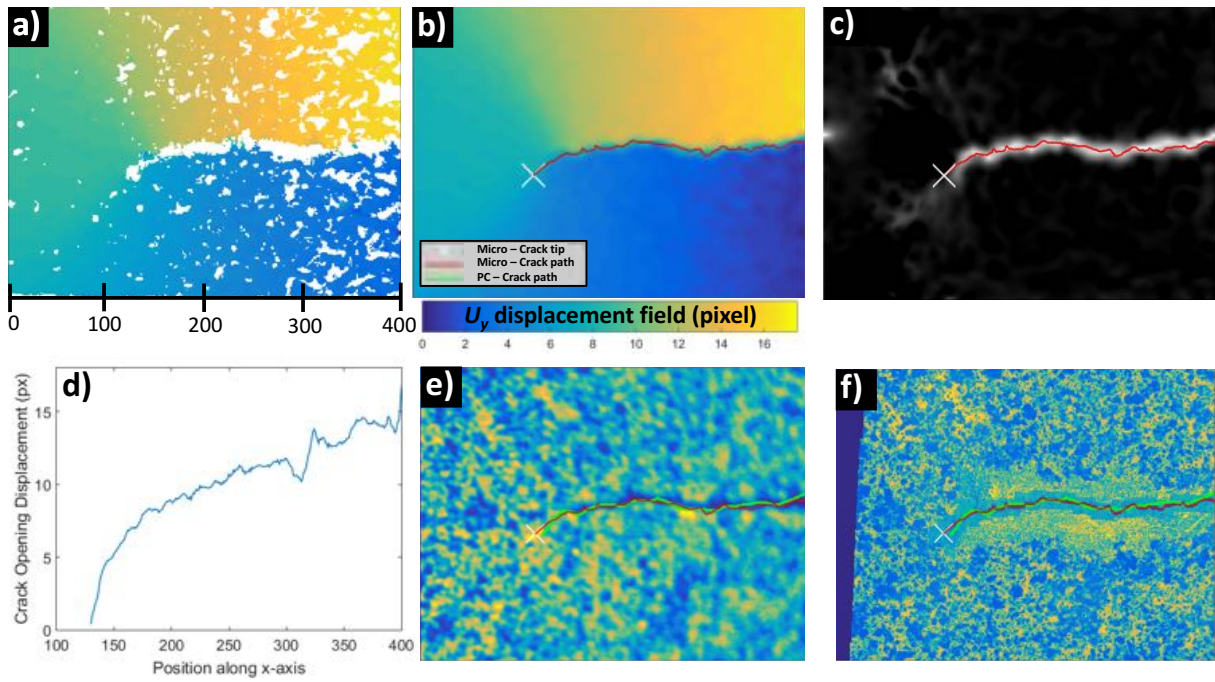 a)
b)
c)
0 100 200 300 400
Micro – Crack tip
Micro – Crack path
PC – Crack path
U_y displacement field (pixel)
0 2 4 6 8 10 12 14 16
d)
e)
f)
Crack Opening Displacement (px)
15
10
5
0
100 150 200 250 300 350 400
Position along x-axis